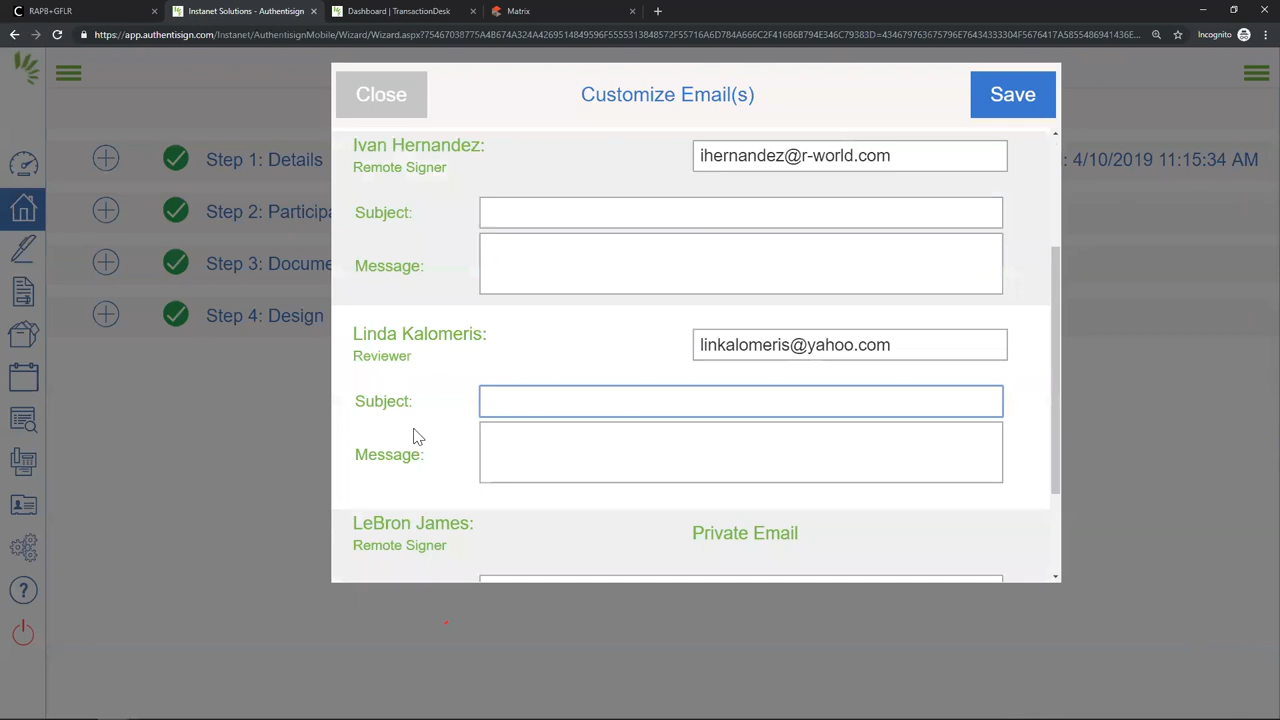 RAPB+GFLR
Instanet Solutions - Authentisign
Dashboard | TransactionDesk
Matrix
Incognito
Close
Customize Email(s)
Save
Ivan Hernandez:
ihernandez@r-world.com
Remote Signer
Subject:
Message:
Linda Kalomeris:
linkalomeris@yahoo.com
Reviewer
Subject:
Message:
LeBron James:
Private Email
Remote Signer
Step 1: Details
: 4/10/2019 11:15:34 AM
Step 2: Participa
Step 3: Docume
Step 4: Design